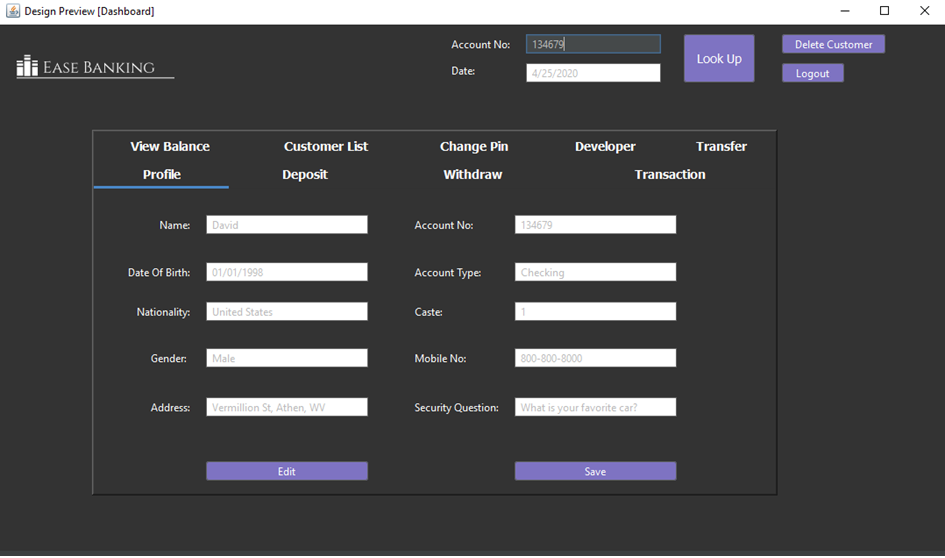 Design Preview [Dashboard]
Account No: 134679 Look Up Delete Customer
EASE BANKING
Date: 4/25/2020 Logout
View Balance Customer List Change Pin Developer Transfer
Profile Deposit Withdraw Transaction
Name: David Account No: 134679
Date Of Birth: 01/01/1998 Account Type: Checking
Nationality: United States Caste: 1
Gender: Male Mobile No: 800-800-8000
Address: Vermillion St, Athen, WV Security Question: What is your favorite car?
Edit Save